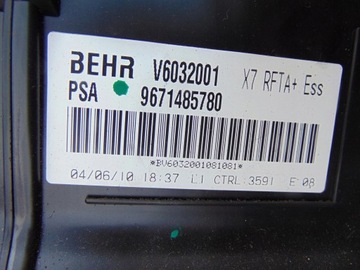 BEHR V6032001 X7 RFTA+ Ess
PSA 9671485780
*BV6032001081081*
04/06/10 18:37 L1 CTRL:3591 E:08